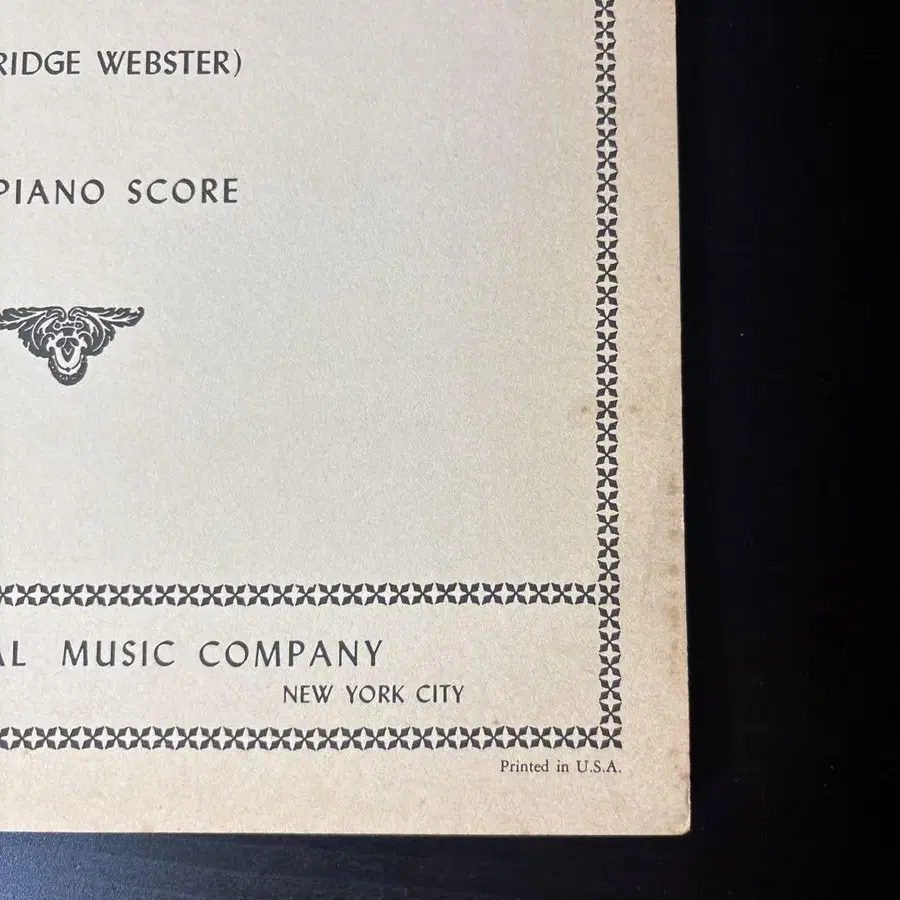 RIDGE WEBSTER)
PIANO SCORE
AL MUSIC COMPANY
NEW YORK CITY
Printed in U.S.A.